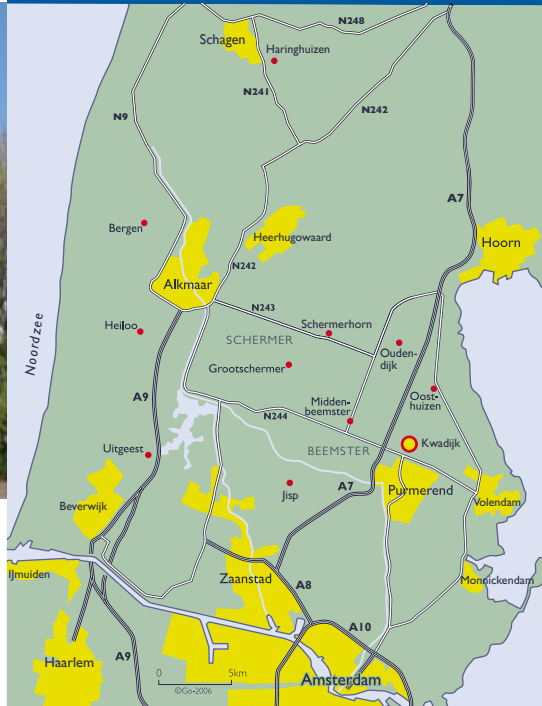 N248
Schagen
Haringhuizen
N241
N242
N9
A7
Bergen
Heerhugowaard
Hoorn
N242
Alkmaar
N243
Noordzee
Heiloo
Schermerhorn
SCHERMER
Ouden-
dijk
Grootschermer
A9
Midden-
beemster
Oost-
huizen
N244
Kwadijk
Uitgeest
BEEMSTER
Jisp
A7
Purmerend
Beverwijk
Volendam
IJmuiden
Zaanstad
A8
Monnickendam
A10
Haarlem
A9
0
5km
©Go-2006
Amsterdam